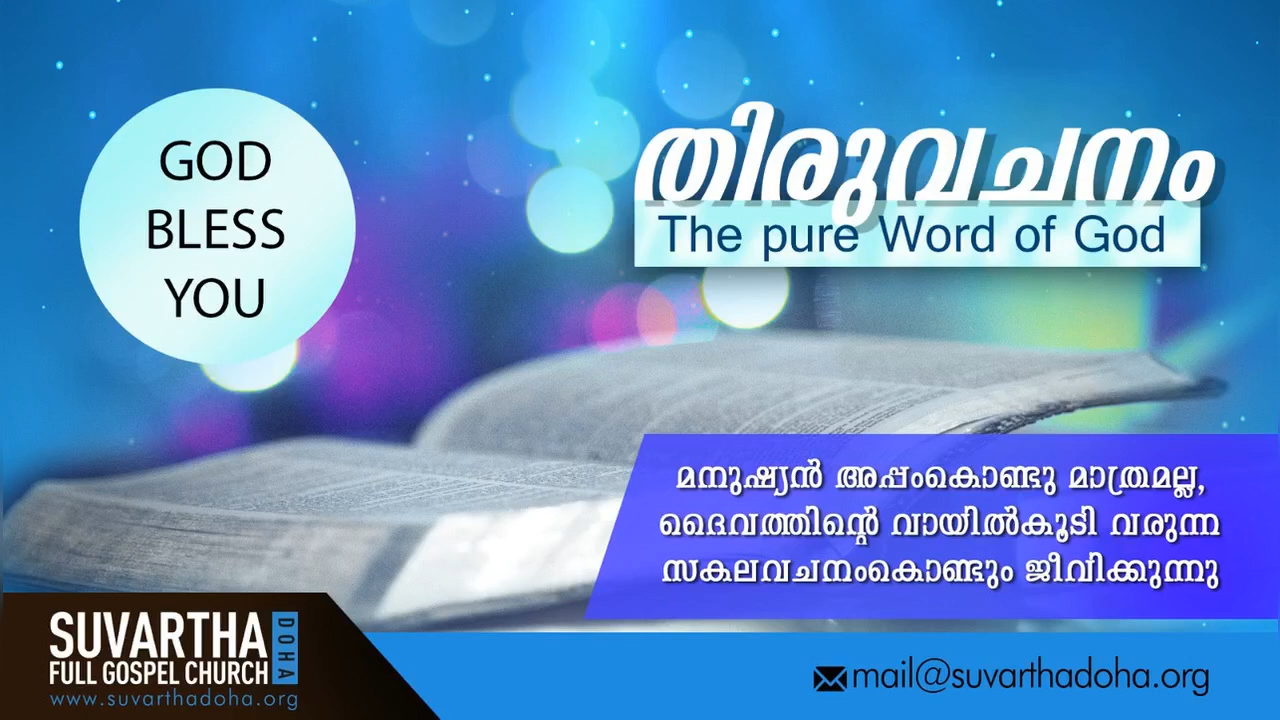 GOD
BLESS
YOU
തിരുവചനം
The pure Word of God
മനുഷ്യൻ അപ്പംകൊണ്ടു മാത്രമല്ല,
ദൈവത്തിന്റെ വായിൽകൂടി വരുന്ന
സകലവചനംകൊണ്ടും ജീവിക്കുന്നു
SUVARTHA
DOHA
FULL GOSPEL CHURCH
www.suvarthadoha.org
mail@suvarthadoha.org